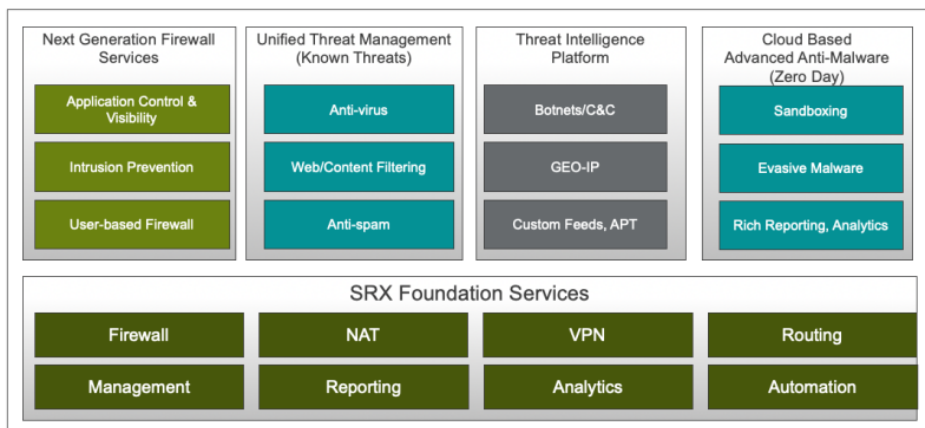 Next Generation Firewall
Services
Application Control &
Visibility
Intrusion Prevention
User-based Firewall
Unified Threat Management
(Known Threats)
Anti-virus
Web/Content Filtering
Anti-spam
Threat Intelligence
Platform
Botnets/C&C
GEO-IP
Custom Feeds, APT
Cloud Based
Advanced Anti-Malware
(Zero Day)
Sandboxing
Evasive Malware
Rich Reporting, Analytics
SRX Foundation Services
Firewall
NAT
VPN
Routing
Management
Reporting
Analytics
Automation